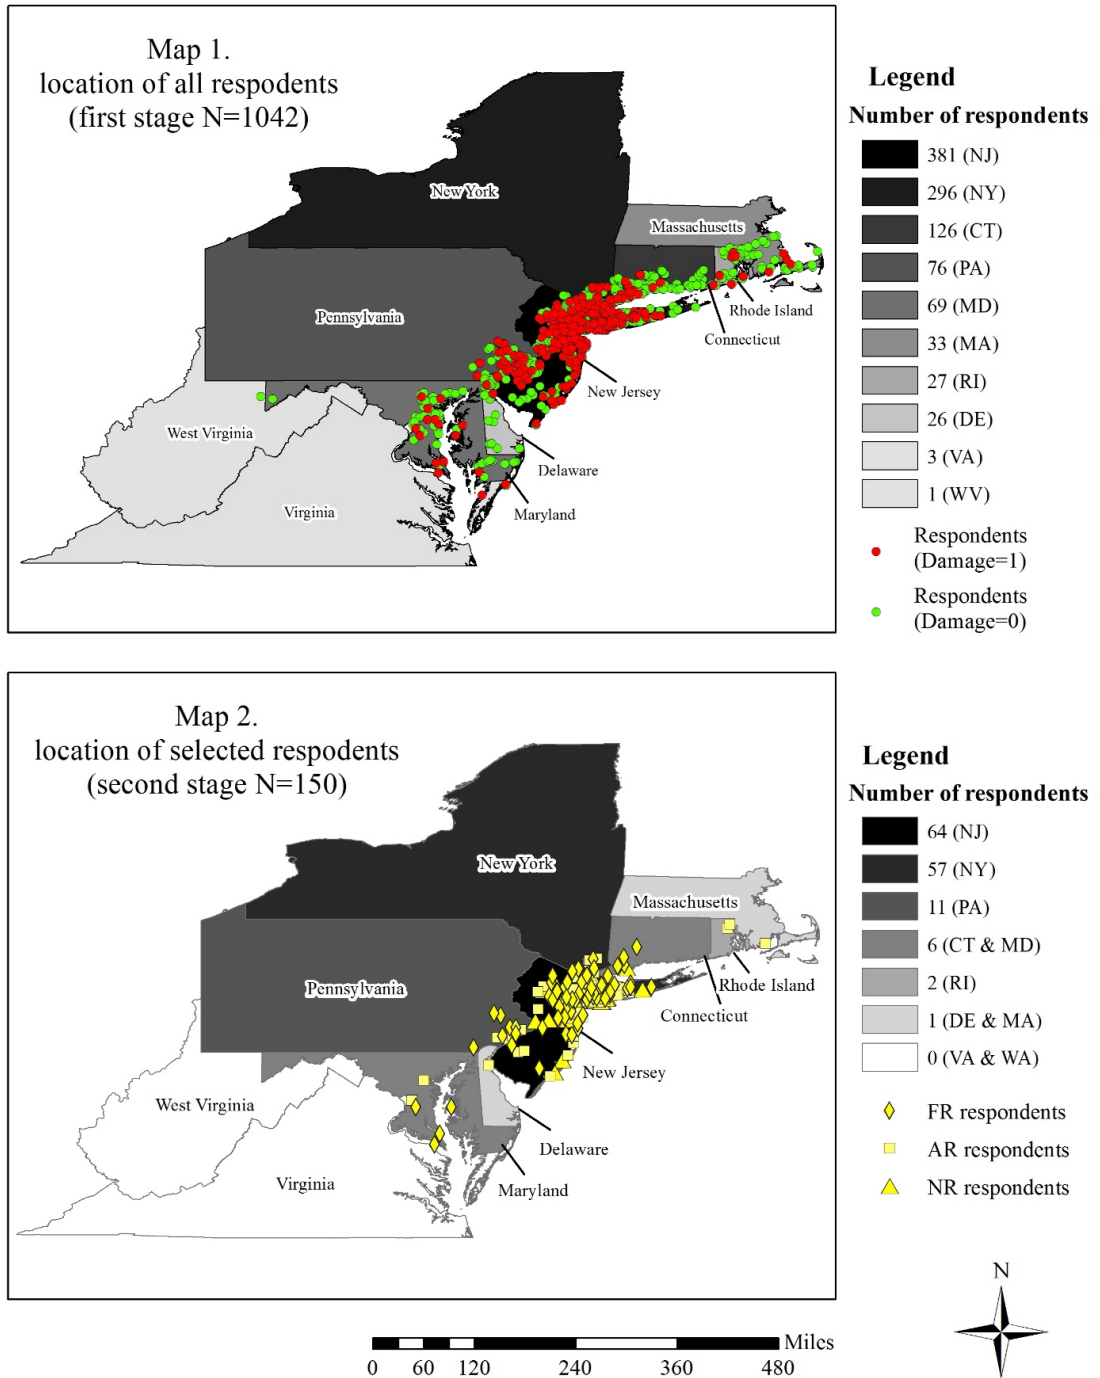 Map 1.
location of all respodents
(first stage N=1042)
New York
Massachusetts
Pennsylvania
Rhode Island
Connecticut
New Jersey
West Virginia
Delaware
Virginia
Maryland
Legend
Number of respondents
381 (NJ)
296 (NY)
126 (CT)
76 (PA)
69 (MD)
33 (MA)
27 (RI)
26 (DE)
3 (VA)
1 (WV)
Respondents
(Damage=1)
Respondents
(Damage=0)
Map 2.
location of selected respodents
(second stage N=150)
New York
Massachusetts
Pennsylvania
Rhode Island
Connecticut
New Jersey
West Virginia
Delaware
Virginia
Maryland
Legend
Number of respondents
64 (NJ)
57 (NY)
11 (PA)
6 (CT & MD)
2 (RI)
1 (DE & MA)
0 (VA & WA)
FR respondents
AR respondents
NR respondents
N
Miles
0 60 120 240 360 480